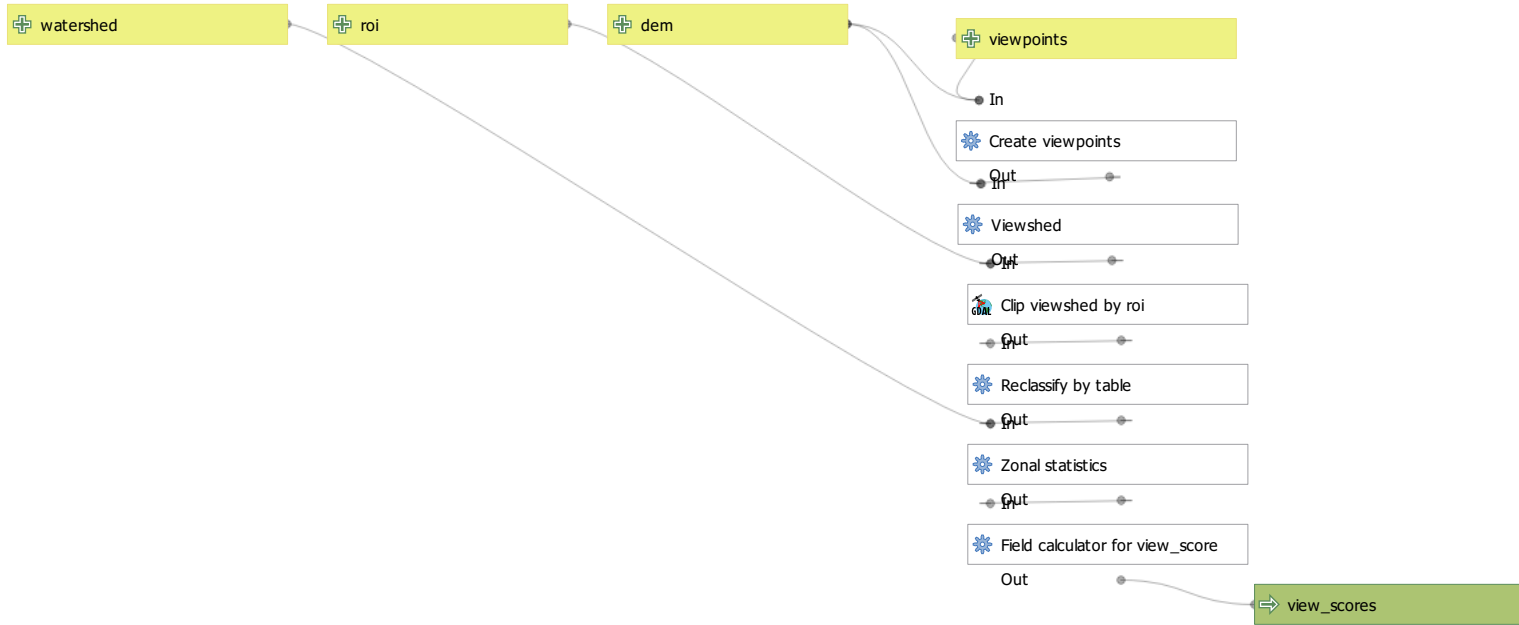 watershed
roi
dem
viewpoints
In
Create viewpoints
Out
In
Viewshed
Out
In
GDAL
Clip viewshed by roi
Out
In
Reclassify by table
Out
In
Zonal statistics
Out
In
Field calculator for view_score
Out
view_scores